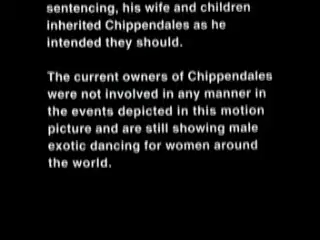 sentencing, his wife and children
inherited Chippendales as he
intended they should.
The current owners of Chippendales
were not involved in any manner in
the events depicted in this motion
picture and are still showing male
exotic dancing for women around
the world.